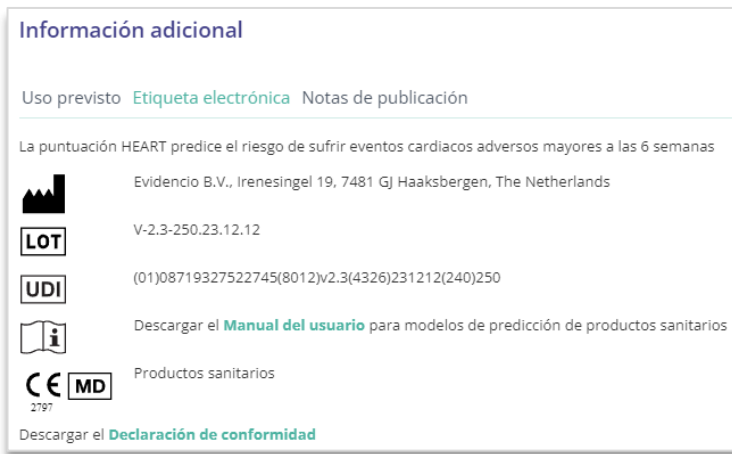 Información adicional
Uso previsto Etiqueta electrónica Notas de publicación
La puntuación HEART predice el riesgo de sufrir eventos cardiacos adversos mayores a las 6 semanas
Evidencio B.V., Irenesingel 19, 7481 GJ Haaksbergen, The Netherlands
LOT V-2.3-250.23.12.12
UDI (01)08719327522745(8012)v2.3(4326)231212(240)250
i Descargar el Manual del usuario para modelos de predicción de productos sanitarios
CE MD Productos sanitarios
2797
Descargar el Declaración de conformidad